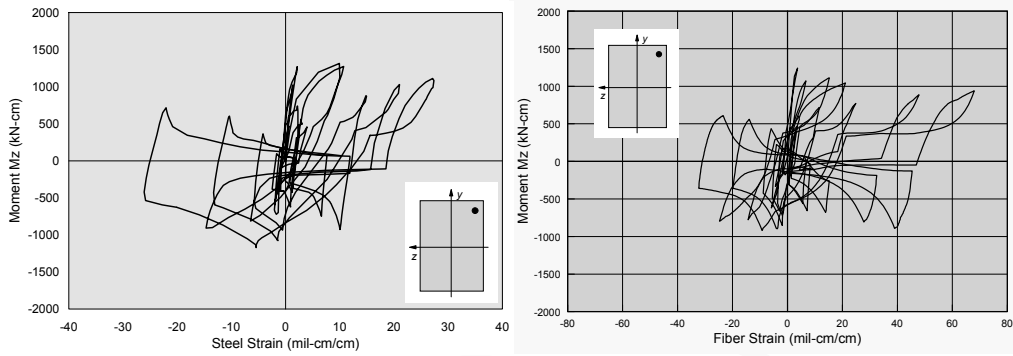 2000
1500
1000
500
0
-500
-1000
-1500
-2000
Moment Mz (kN-cm)
-40 -30 -20 -10 0 10 20 30 40
Steel Strain (mil-cm/cm)
y
z
2000
1500
1000
500
0
-500
-1000
-1500
-2000
Moment Mz (kN-cm)
-80 -60 -40 -20 0 20 40 60 80
Fiber Strain (mil-cm/cm)
y
z